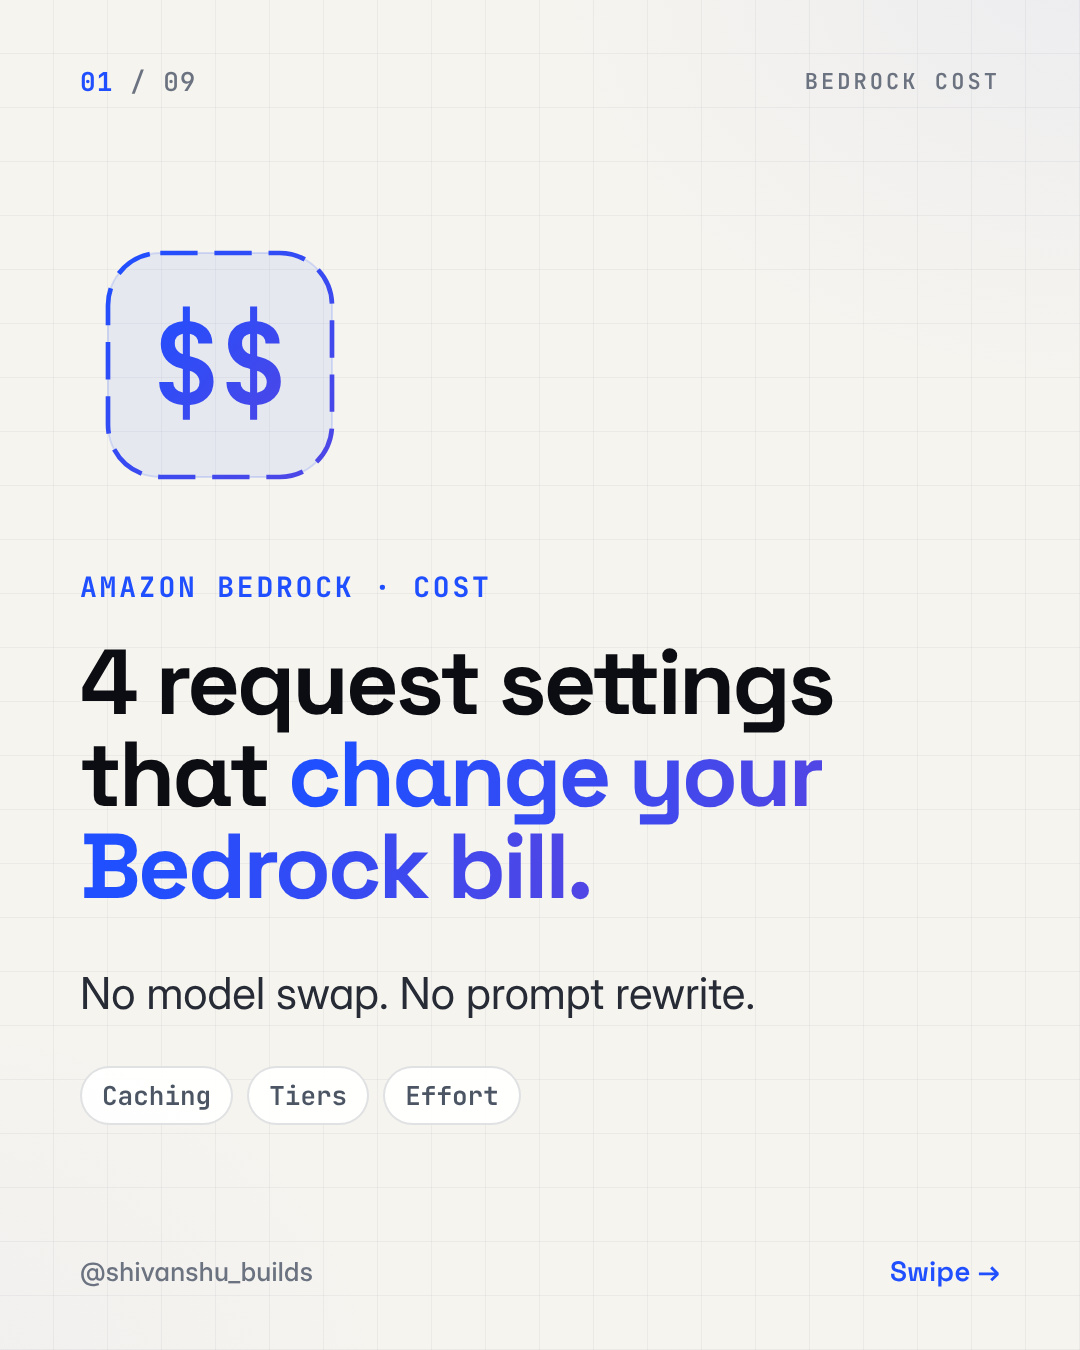 01 / 09
BEDROCK COST
$$
AMAZON BEDROCK · COST
4 request settings
that change your
Bedrock bill.
No model swap. No prompt rewrite.
Caching Tiers Effort
@shivanshu_builds
Swipe →